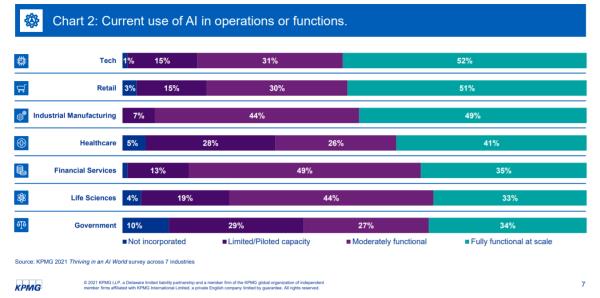 Chart 2: Current use of AI in operations or functions.
Tech 1% 15% 31% 52%
Retail 3% 15% 30% 51%
Industrial Manufacturing 7% 44% 49%
Healthcare 5% 28% 26% 41%
Financial Services 13% 49% 35%
Life Sciences 4% 19% 44% 33%
Government 10% 29% 27% 34%
Not incorporated Limited/Piloted capacity Moderately functional Fully functional at scale
Source: KPMG 2021 Thriving in an AI World survey across 7 industries
KPMG
© 2021 KPMG LLP, a Delaware limited liability partnership and a member firm of the KPMG global organization of independent
member firms affiliated with KPMG International Limited, a private English company limited by guarantee. All rights reserved.
7